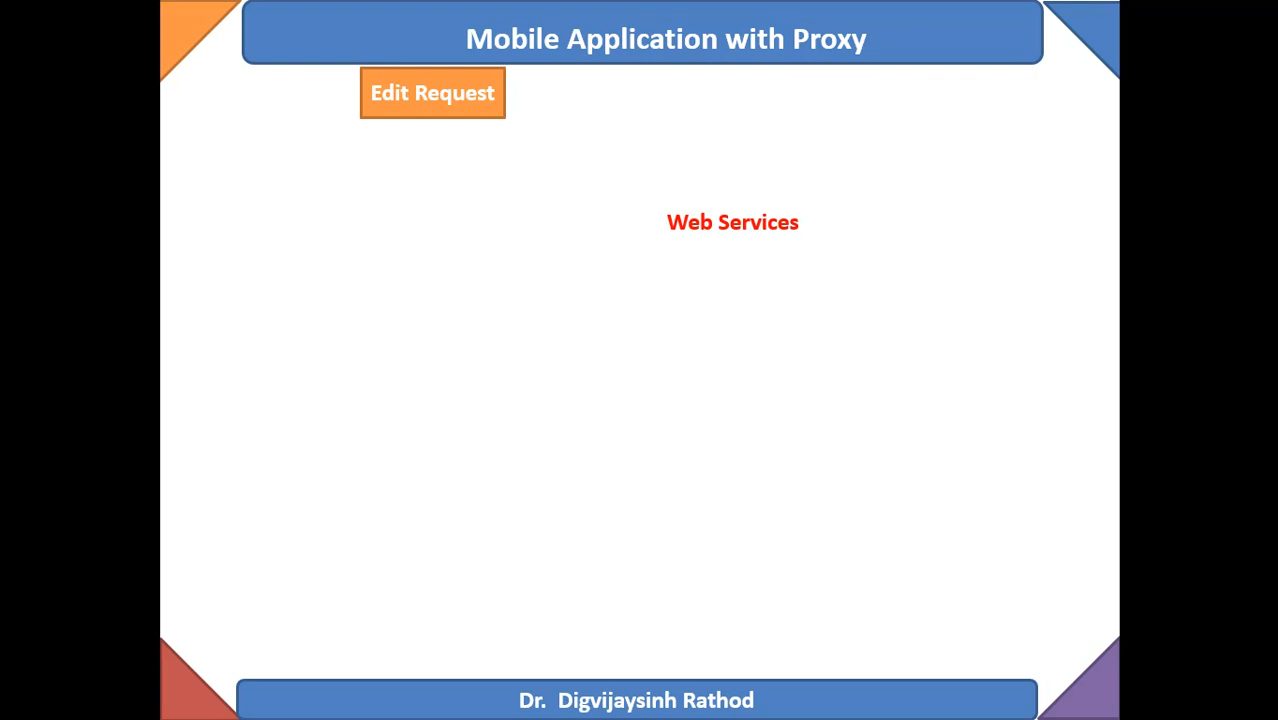 Mobile Application with Proxy
Edit Request
Web Services
Dr. Digvijaysinh Rathod